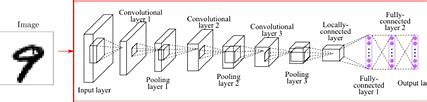 Image
Convolutional
layer 1
Convolutional
layer 2
Convolutional
layer 3
Locally-
connected
layer
Fully-
connected
layer 2
Input layer
Pooling
layer 1
Pooling
layer 2
Pooling
layer 3
Fully-
connected
layer 1
Output
9